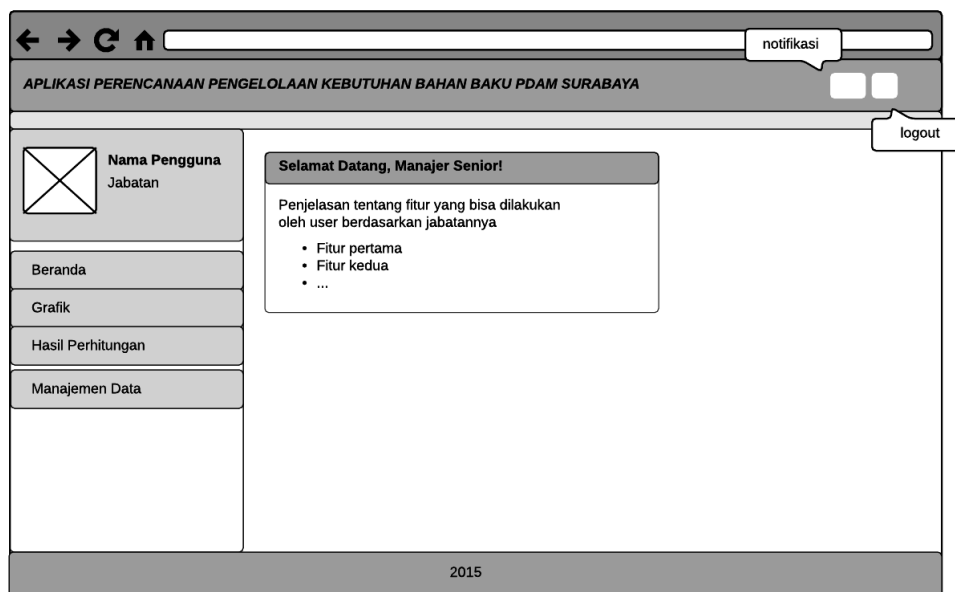 notifikasi
APLIKASI PERENCANAAN PENGELOLAAN KEBUTUHAN BAHAN BAKU PDAM SURABAYA
logout
Nama Pengguna
Jabatan
Beranda
Grafik
Hasil Perhitungan
Manajemen Data
Selamat Datang, Manajer Senior!
Penjelasan tentang fitur yang bisa dilakukan
oleh user berdasarkan jabatannya
• Fitur pertama
• Fitur kedua
• ...
2015